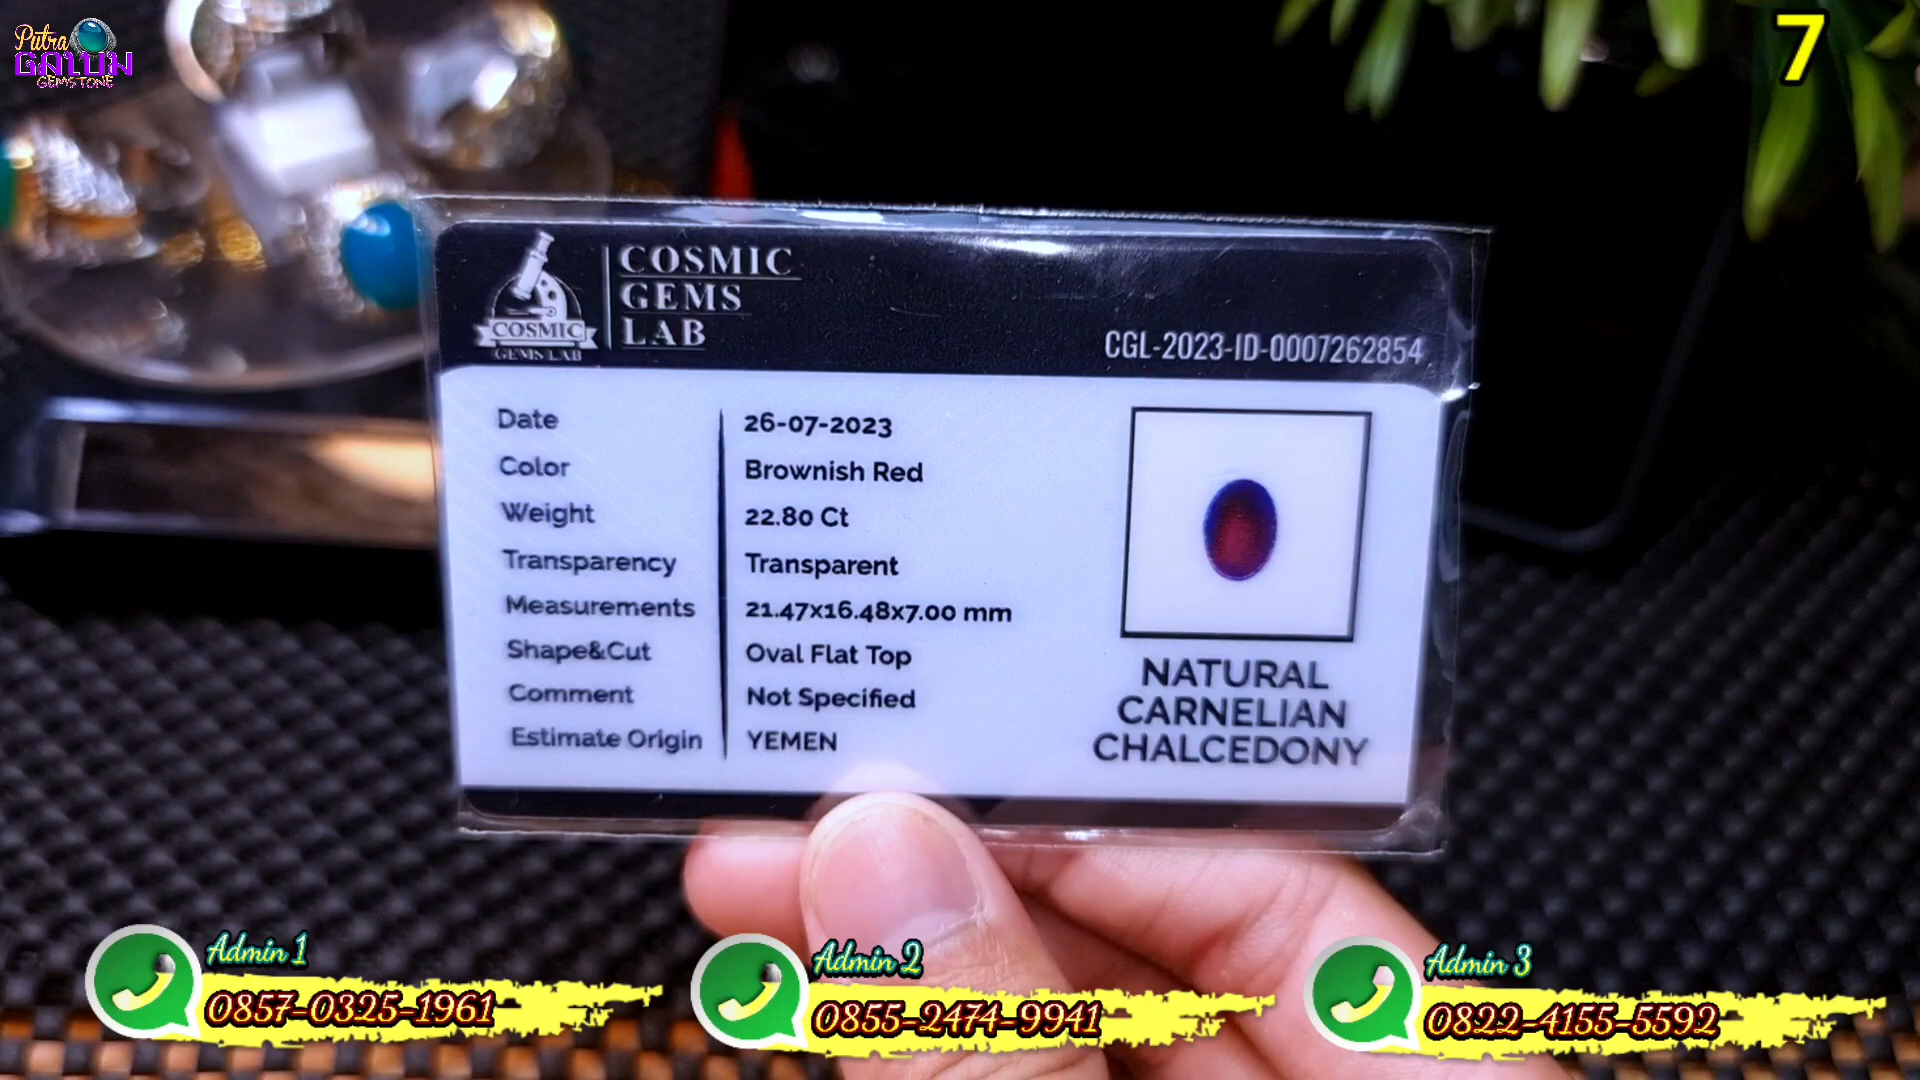 Putra
GALUN
GEMSTONE
7
COSMIC
GEMS
LAB
COSMIC
GEMS LAB
CGL-2023-ID-0007262854
Date 26-07-2023
Color Brownish Red
Weight 22.80 Ct
Transparency Transparent
Measurements 21.47x16.48x7.00 mm
Shape&Cut Oval Flat Top
Comment Not Specified
Estimate Origin YEMEN
NATURAL
CARNELIAN
CHALCEDONY
Admin 1
0857-0325-1961
Admin 2
0855-2474-9941
Admin 3
0822-4155-5592